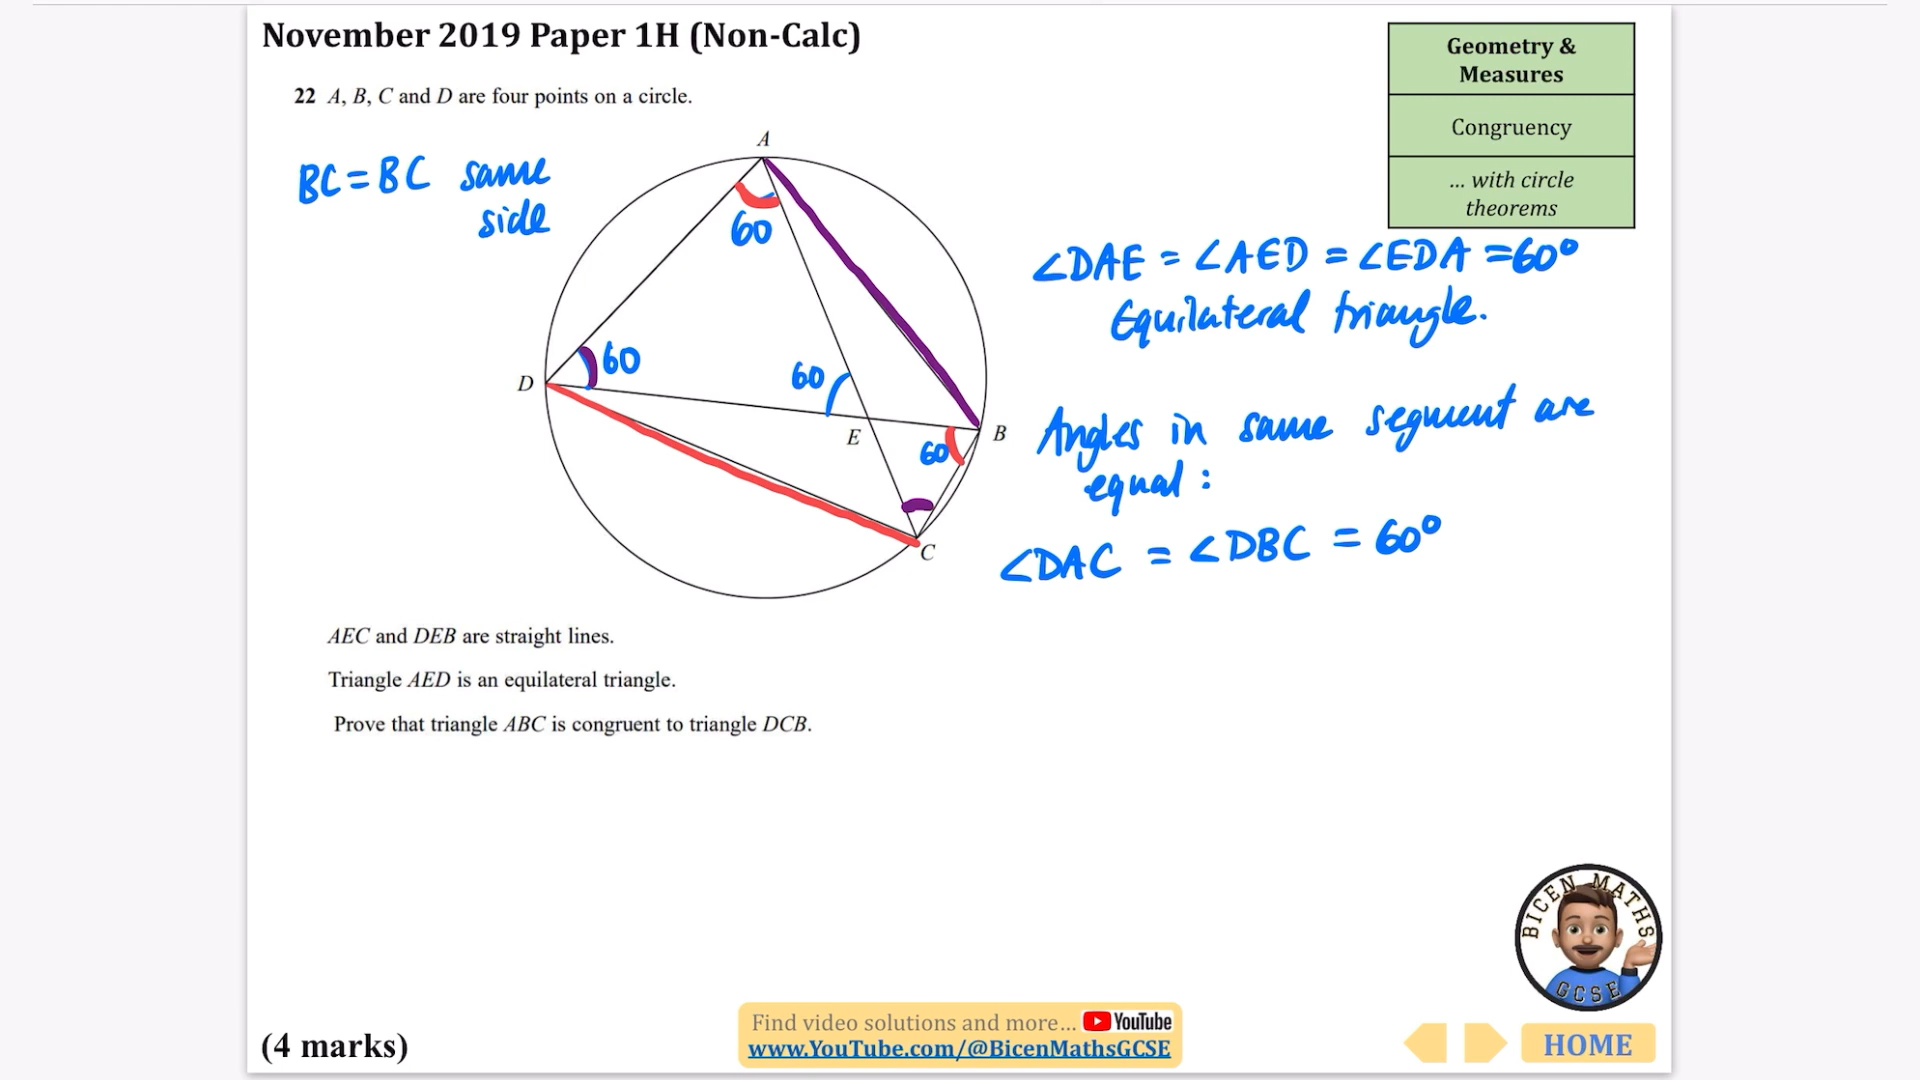 November 2019 Paper 1H (Non-Calc)
Geometry &
Measures
Congruency
... with circle
theorems
22 A, B, C and D are four points on a circle.
BC = BC same
side
A
60
D
60
60
E
B
60
C
∠DAE = ∠AED = ∠EDA = 60°
Equilateral triangle.
Angles in same segment are
equal :
∠DAC = ∠DBC = 60°
AEC and DEB are straight lines.
Triangle AED is an equilateral triangle.
Prove that triangle ABC is congruent to triangle DCB.
BICEN MATHS
GCSE
(4 marks)
Find video solutions and more... YouTube
www.YouTube.com/@BicenMathsGCSE
HOME